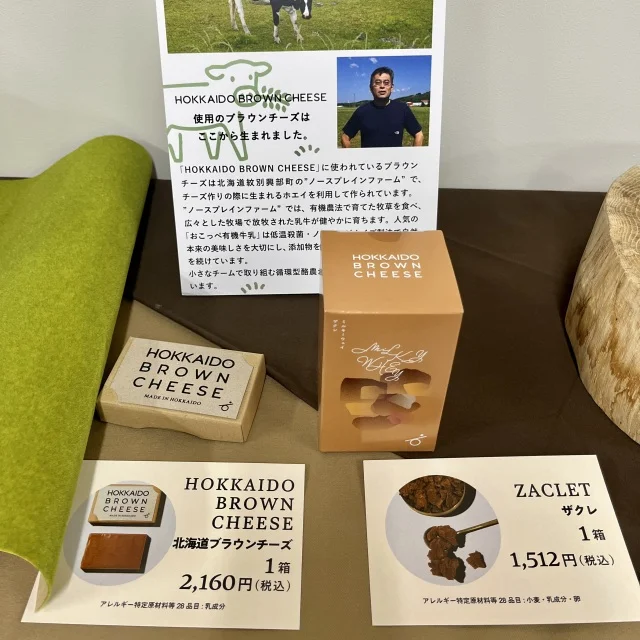 HOKKAIDO BROWN CHEESE
使用のブラウンチーズは
ここから生まれました。
「HOKKAIDO BROWN CHEESE」に使われているブラウン
チーズは北海道紋別興部町の"ノースプレインファーム"で、
チーズ作りの際に生まれるホエイを利用して作られています。
"ノースプレインファーム"では、有機農法で育てた牧草を食べ、
広々とした牧場で放牧された乳牛が健やかに育ちます。人気の
「おこっぺ有機牛乳」は低温殺菌・ノ
本来の美味しさを大切にし、添加物を
を続けています。
小さなチームで取り組む循環型酪農
います。
HOKKAIDO
BROWN
CHEESE
ミルキーホエイ
ザクレ
MILKY
WHEY
HOKKAIDO
BROWN
CHEESE
MADE IN HOKKAIDO
HOKKAIDO
BROWN
CHEESE
HOKKAIDO
BROWN
CHEESE
北海道ブラウンチーズ
1箱
2,160円(税込)
アレルギー特定原材料等28品目:乳成分
ZACLET
ザクレ
1箱
1,512円(税込)
アレルギー特定原材料等28品目:小麦・乳成分・卵